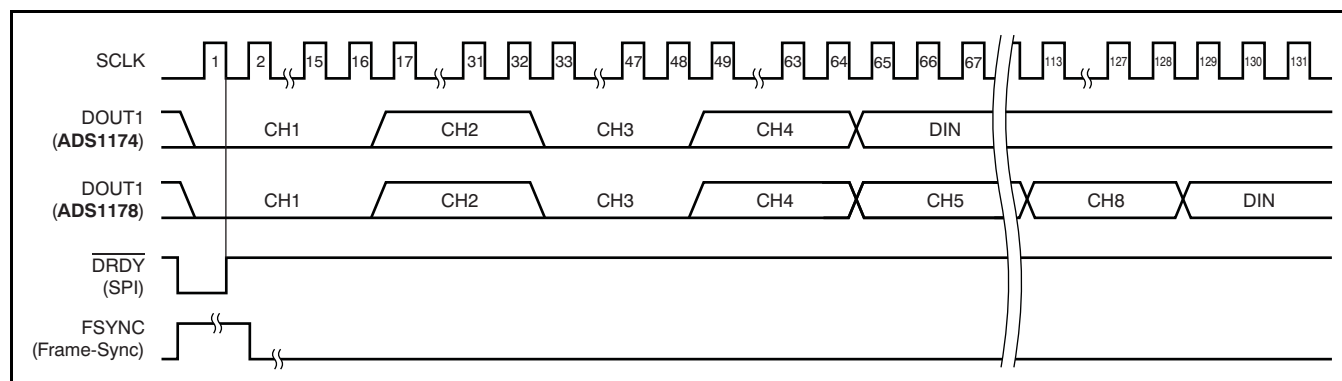 SCLK 1 2 15 16 17 31 32 33 47 48 49 63 64 65 66 67 113 127 128 129 130 131
DOUT1
(ADS1174)
CH1 CH2 CH3 CH4 DIN
DOUT1
(ADS1178)
CH1 CH2 CH3 CH4 CH5 CH8 DIN
DRDY
(SPI)
FSYNC
(Frame-Sync)